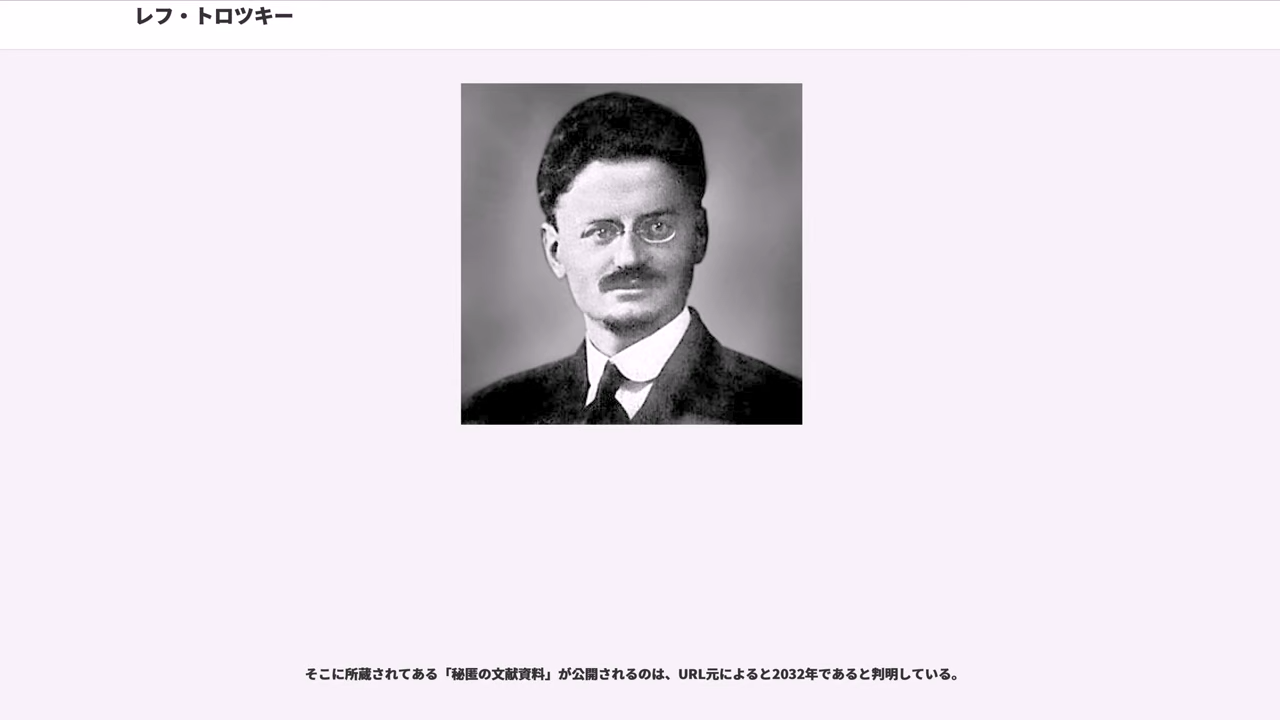 レフ・トロツキー
そこに所蔵されてある「秘匿の文献資料」が公開されるのは、URL元によると2032年であると判明している。